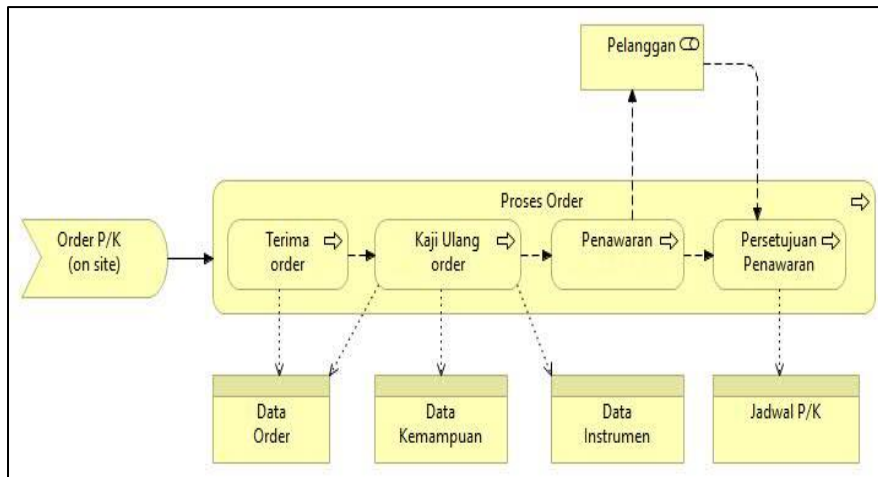 Pelanggan
Proses Order
Order P/K
(on site)
Terima
order
Kaji Ulang
order
Penawaran
Persetujuan
Penawaran
Data
Order
Data
Kemampuan
Data
Instrumen
Jadwal P/K